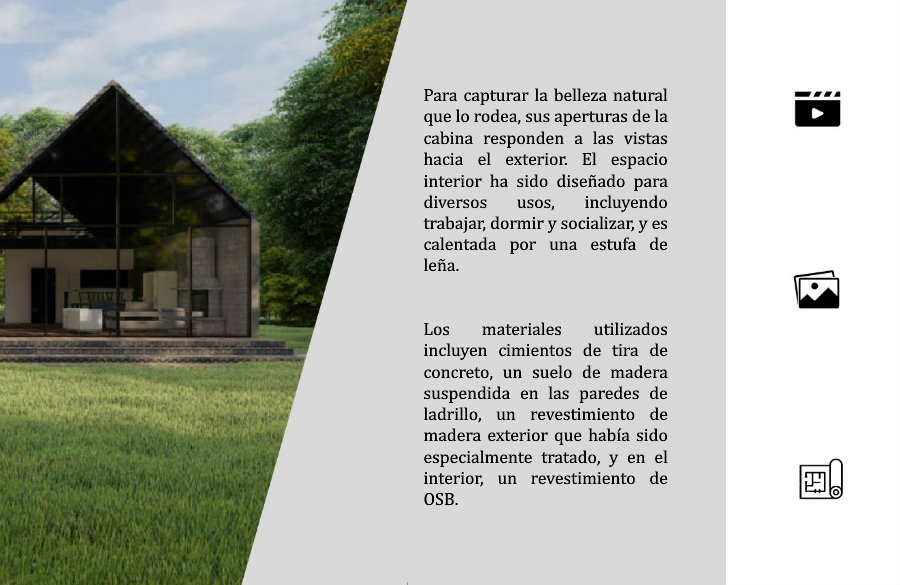 Para capturar la belleza natural
que lo rodea, sus aperturas de la
cabina responden a las vistas
hacia el exterior. El espacio
interior ha sido diseñado para
diversos usos, incluyendo
trabajar, dormir y socializar, y es
calentada por una estufa de
leña.
Los materiales utilizados
incluyen cimientos de tira de
concreto, un suelo de madera
suspendida en las paredes de
ladrillo, un revestimiento de
madera exterior que había sido
especialmente tratado, y en el
interior, un revestimiento de
OSB.